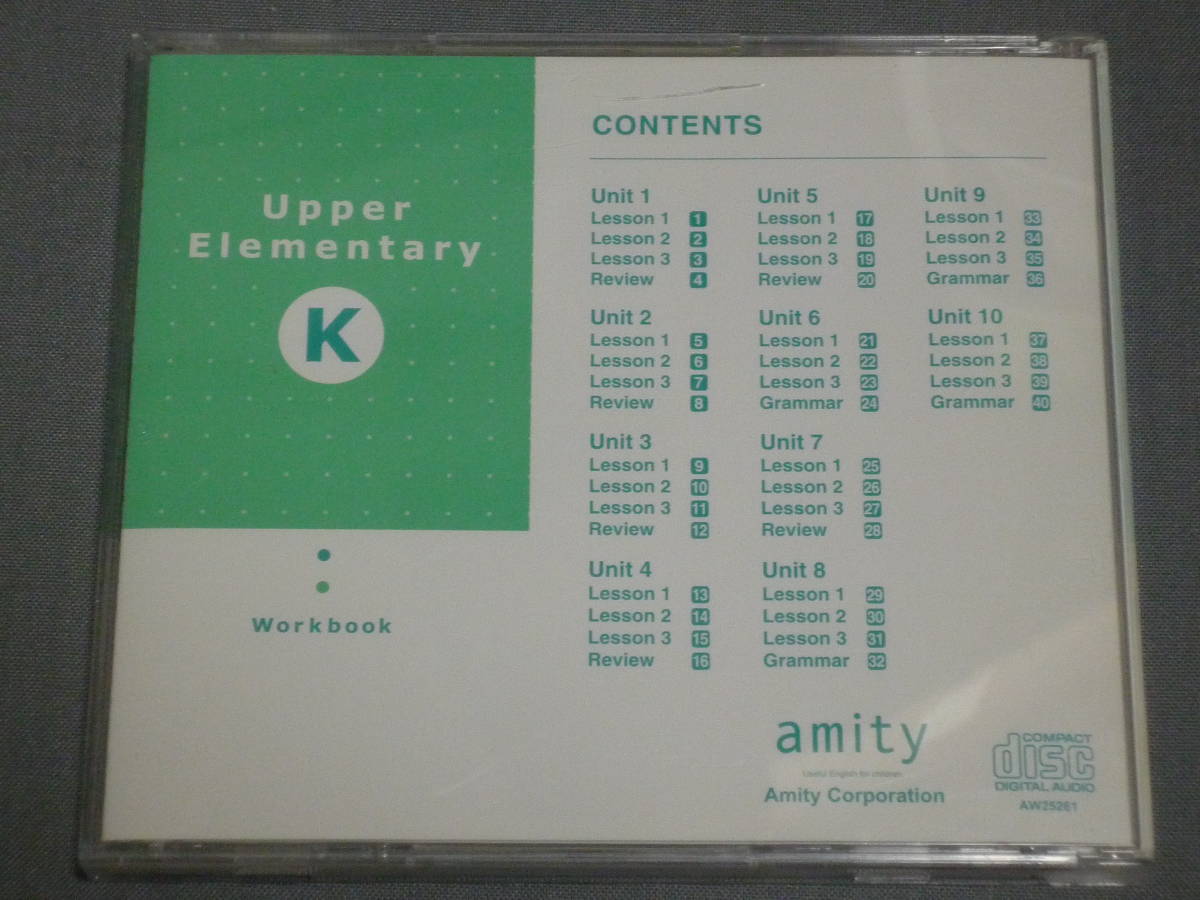 Upper
Elementary
K
Workbook
CONTENTS
Unit 1
Lesson 1 1
Lesson 2 2
Lesson 3 3
Review 4
Unit 2
Lesson 1 5
Lesson 2 6
Lesson 3 7
Review 8
Unit 3
Lesson 1 9
Lesson 2 10
Lesson 3 11
Review 12
Unit 4
Lesson 1 13
Lesson 2 14
Lesson 3 15
Review 16
Unit 5
Lesson 1 17
Lesson 2 18
Lesson 3 19
Review 20
Unit 6
Lesson 1 21
Lesson 2 22
Lesson 3 23
Grammar 24
Unit 7
Lesson 1 25
Lesson 2 26
Lesson 3 27
Review 28
Unit 8
Lesson 1 29
Lesson 2 30
Lesson 3 31
Grammar 32
Unit 9
Lesson 1 33
Lesson 2 34
Lesson 3 35
Grammar 36
Unit 10
Lesson 1 37
Lesson 2 38
Lesson 3 39
Grammar 40
amity
Useful English for children
Amity Corporation
COMPACT
disc
DIGITAL AUDIO
AW25261